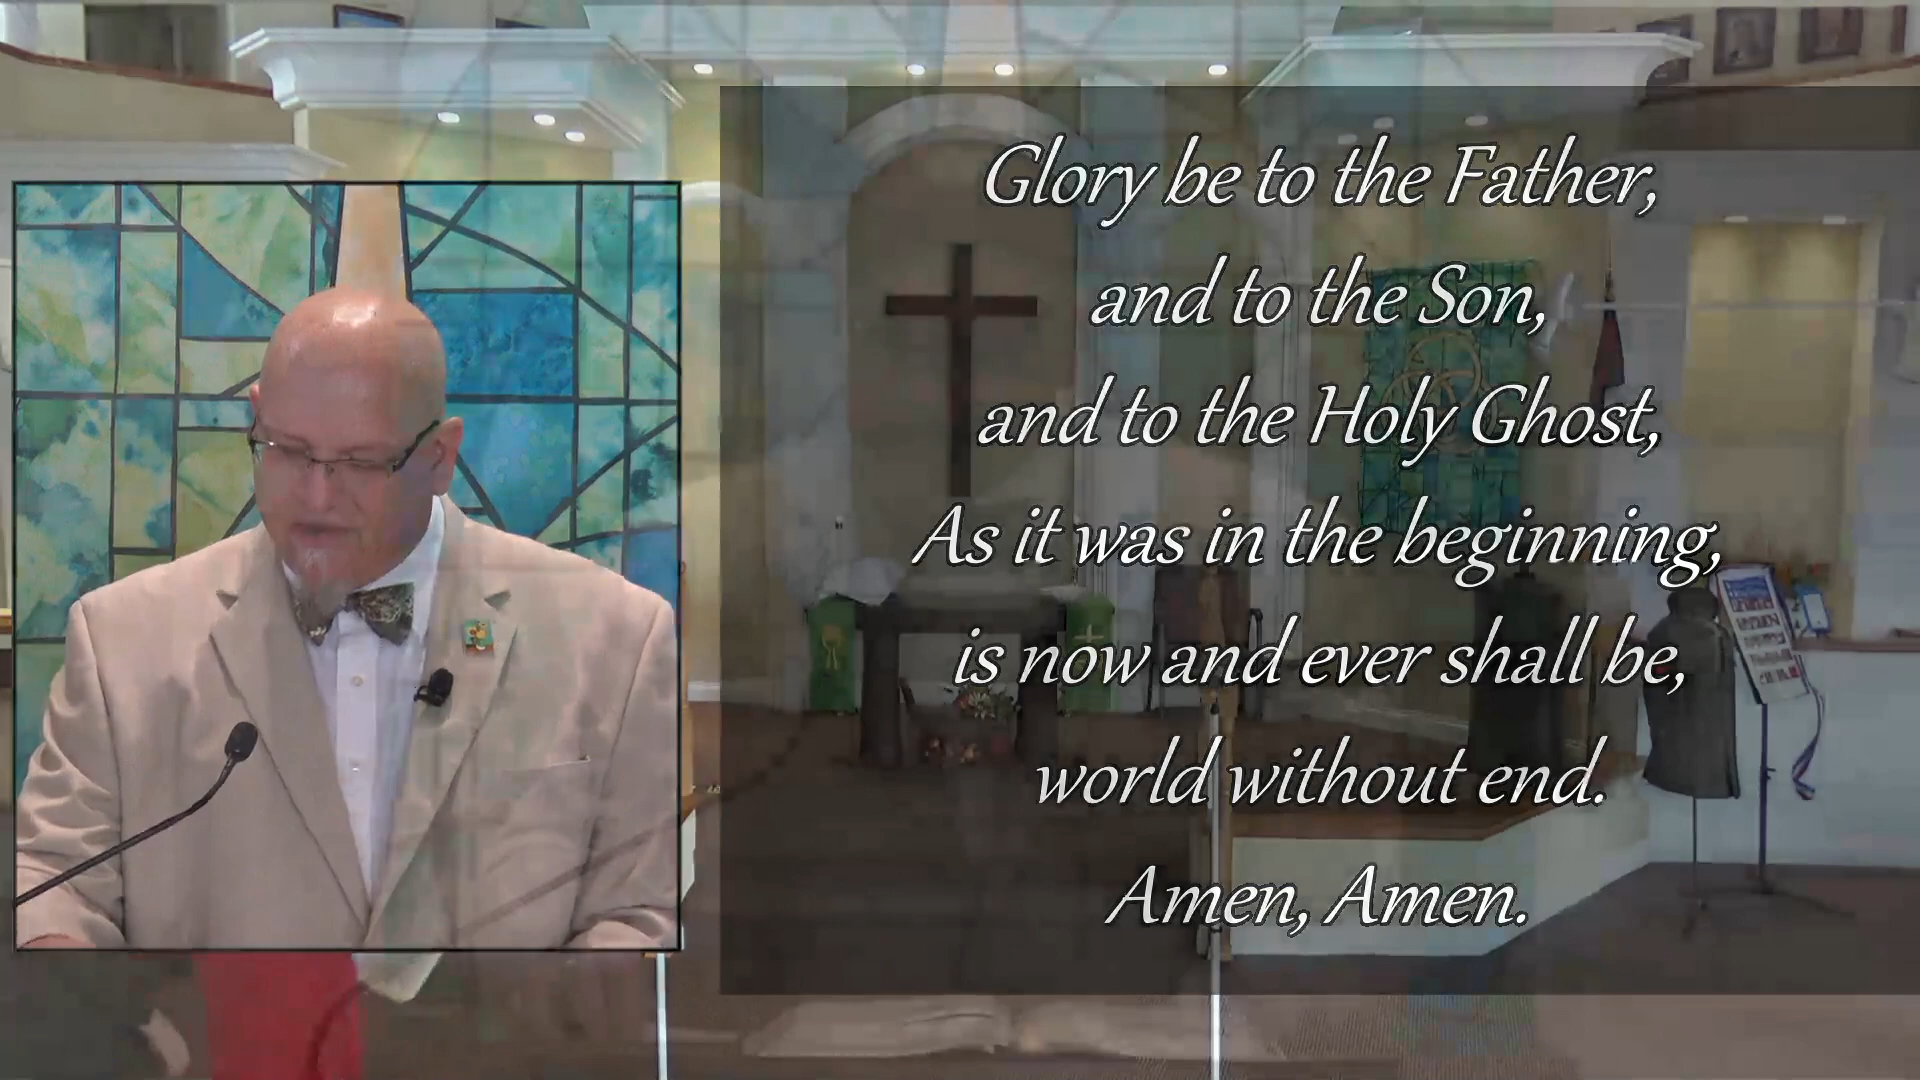 Glory be to the Father,
and to the Son,
and to the Holy Ghost,
As it was in the beginning,
is now and ever shall be,
world without end.
Amen, Amen.